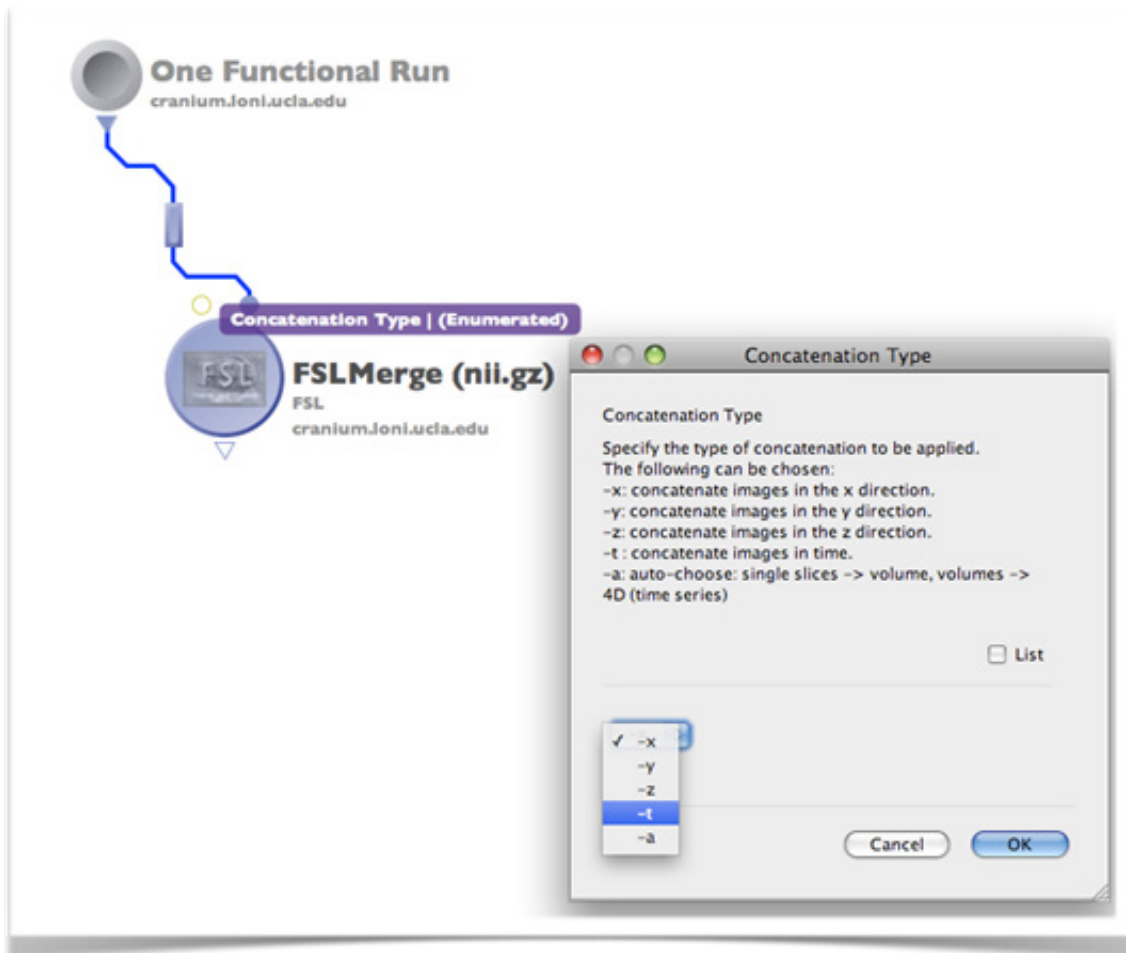 One Functional Run
cranium.loni.ucla.edu
Concatenation Type | (Enumerated)
FSL
FSLMerge (nii.gz)
FSL
cranium.loni.ucla.edu
Concatenation Type
Concatenation Type
Specify the type of concatenation to be applied.
The following can be chosen:
-x: concatenate images in the x direction.
-y: concatenate images in the y direction.
-z: concatenate images in the z direction.
-t : concatenate images in time.
-a: auto-choose: single slices -> volume, volumes ->
4D (time series)
List
✓ -x
-y
-z
-t
-a
Cancel
OK